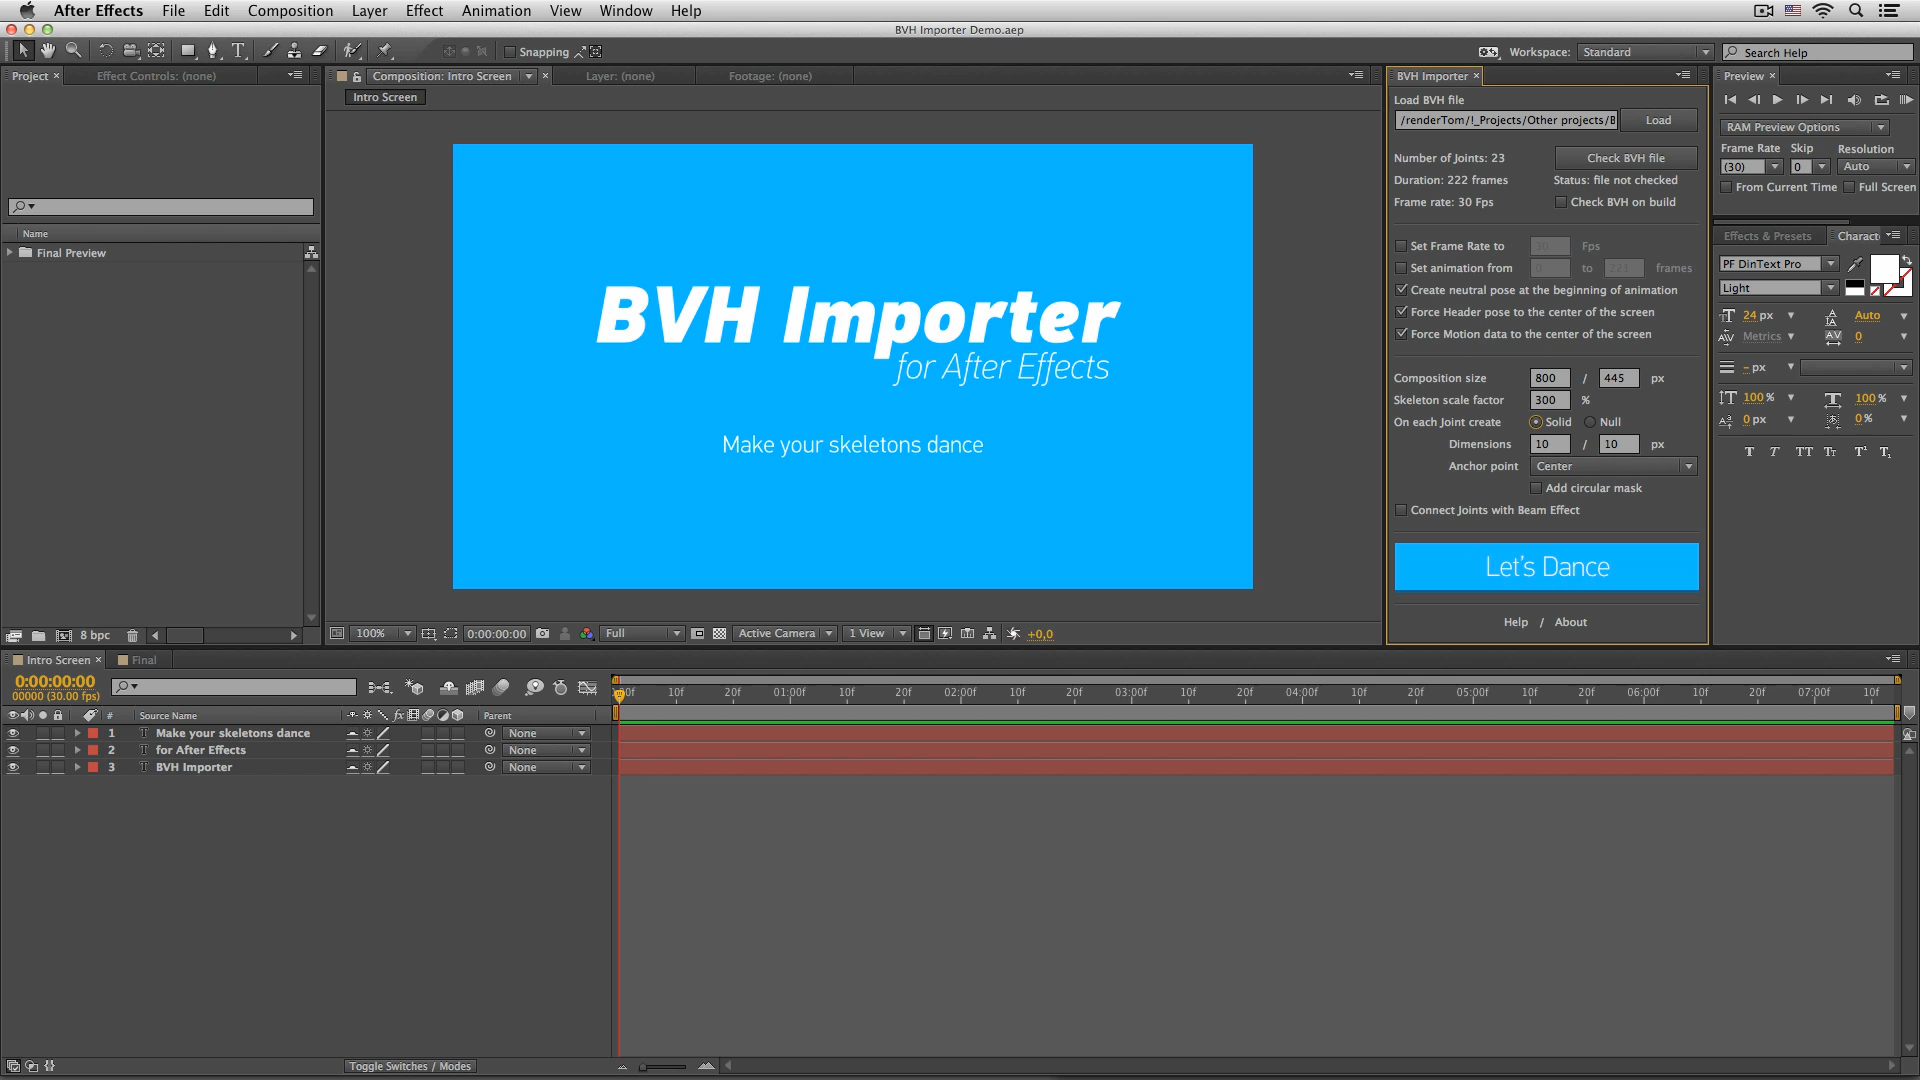 After Effects File Edit Composition Layer Effect Animation View Window Help
BVH Importer Demo.aep
Snapping
Workspace: Standard Search Help
Project Effect Controls: (none)
Composition: Intro Screen Layer: (none) Footage: (none)
Intro Screen
Name
Final Preview
8 bpc
BVH Importer
for After Effects
Make your skeletons dance
100% 0:00:00:00 Full Active Camera 1 View +0,0
BVH Importer
Load BVH file
/renderTom/!_Projects/Other projects/B Load
Number of Joints: 23 Check BVH file
Duration: 222 frames Status: file not checked
Frame rate: 30 Fps Check BVH on build
Set Frame Rate to 30 Fps
Set animation from 0 to 221 frames
Create neutral pose at the beginning of animation
Force Header pose to the center of the screen
Force Motion data to the center of the screen
Composition size 800 / 445 px
Skeleton scale factor 300 %
On each Joint create Solid Null
Dimensions 10 / 10 px
Anchor point Center
Add circular mask
Connect Joints with Beam Effect
Let's Dance
Help / About
Preview
RAM Preview Options
Frame Rate Skip Resolution
(30) 0 Auto
From Current Time Full Screen
Effects & Presets Charact
PF DinText Pro
Light
24 px Auto
Metrics 0
- px
100 % 100 %
0 px 0 %
T T TT Tт T¹ T₁
Intro Screen Final
0:00:00:00
00000 (30.00 fps)
:00f 10f 20f 01:00f 10f 20f 02:00f 10f 20f 03:00f 10f 20f 04:00f 10f 20f 05:00f 10f 20f 06:00f 10f 20f 07:00f 10f
# Source Name fx Parent
1 T Make your skeletons dance None
2 T for After Effects None
3 T BVH Importer None
Toggle Switches / Modes